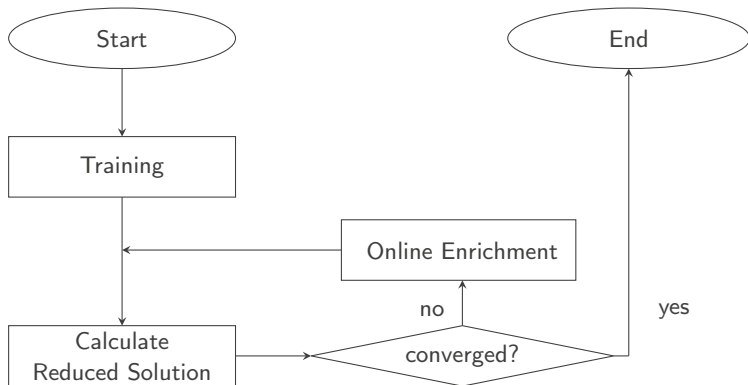 Start
End
Training
Online Enrichment
no
yes
Calculate
Reduced Solution
converged?